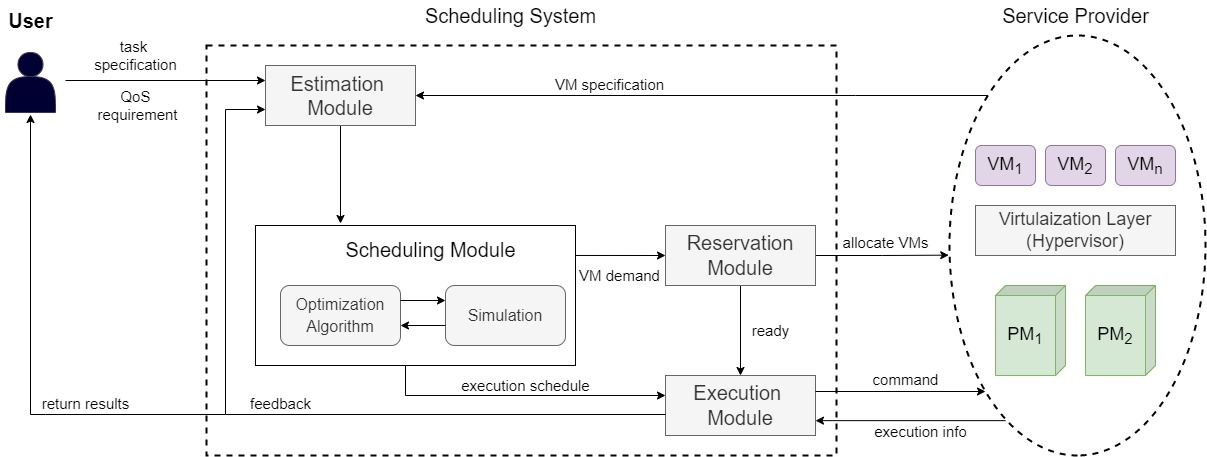 User
Scheduling System
Service Provider
task
specification
QoS
requirement
Estimation
Module
VM specification
VM1
VM2
VMn
Virtulaization Layer
(Hypervisor)
Scheduling Module
Optimization
Algorithm
Simulation
VM demand
Reservation
Module
allocate VMs
PM1
PM2
ready
execution schedule
Execution
Module
command
execution info
return results
feedback